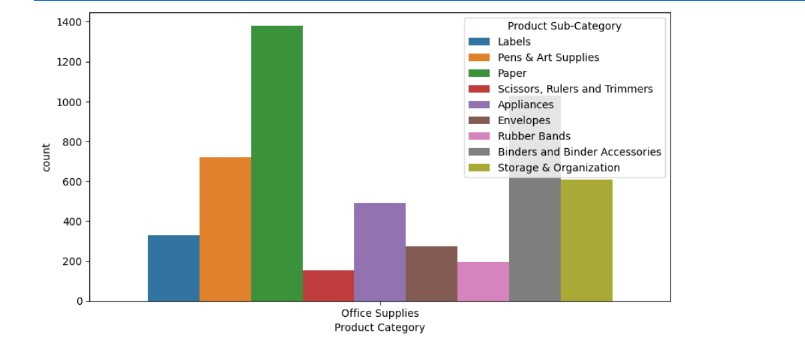 1400
1200
1000
800
600
400
200
0
count
Product Sub-Category
Labels
Pens & Art Supplies
Paper
Scissors, Rulers and Trimmers
Appliances
Envelopes
Rubber Bands
Binders and Binder Accessories
Storage & Organization
Office Supplies
Product Category